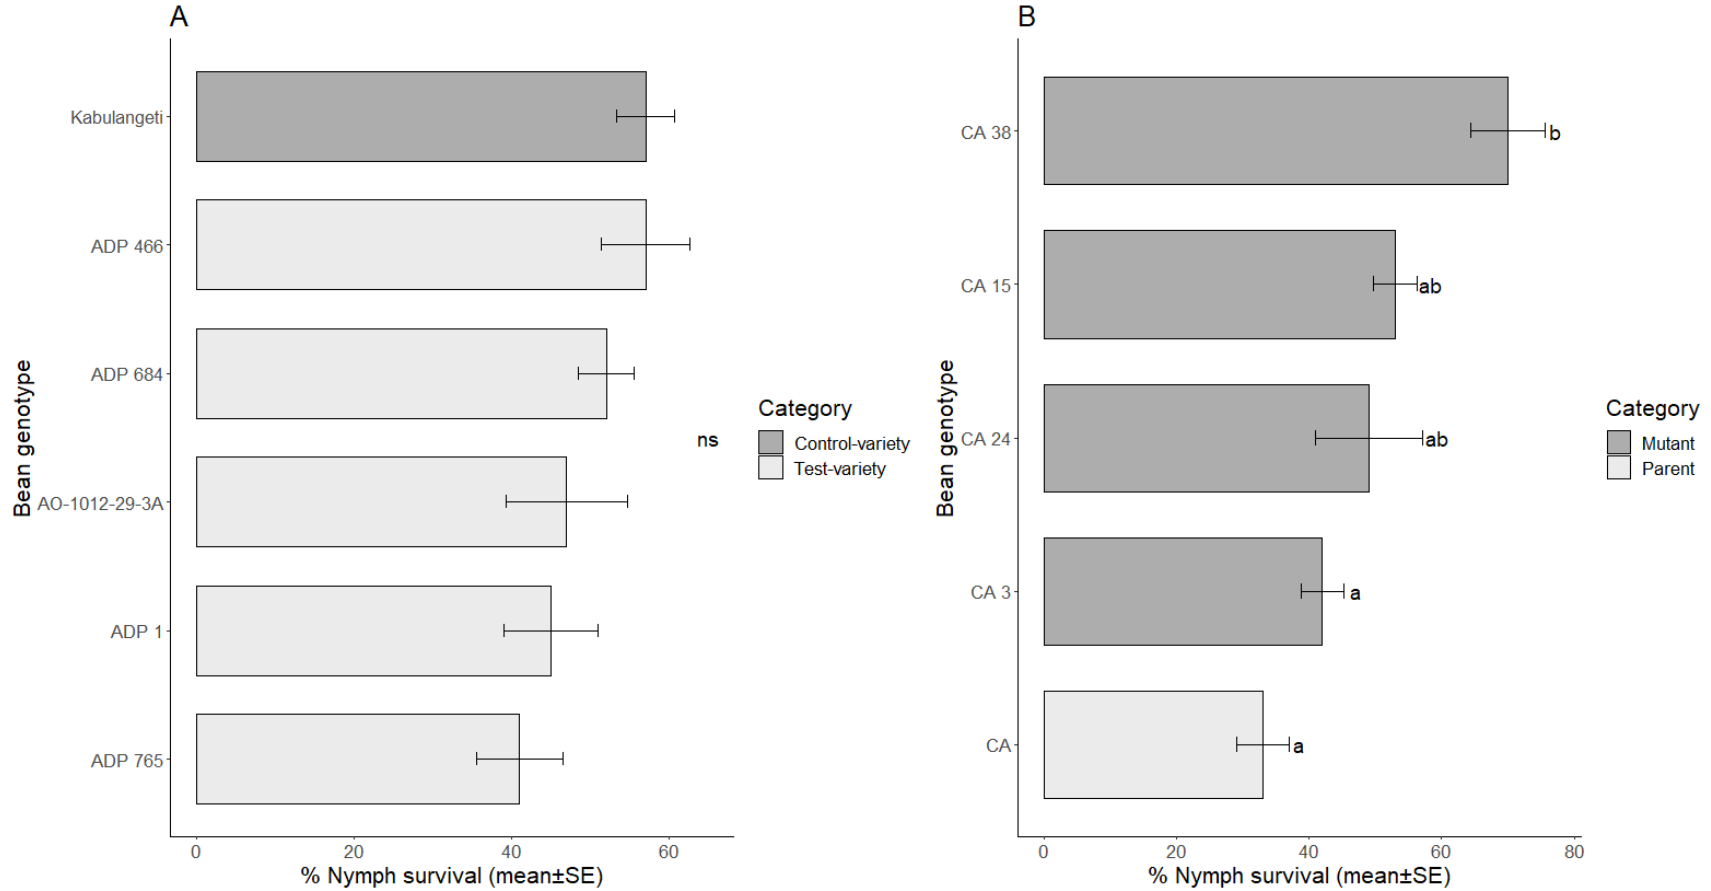 A
Kabulangeti
ADP 466
ADP 684
AO-1012-29-3A
ADP 1
ADP 765
Bean genotype
ns
0 20 40 60
% Nymph survival (mean±SE)
Category
Control-variety
Test-variety
B
CA 38
CA 15
CA 24
CA 3
CA
Bean genotype
b
ab
ab
a
a
0 20 40 60 80
% Nymph survival (mean±SE)
Category
Mutant
Parent